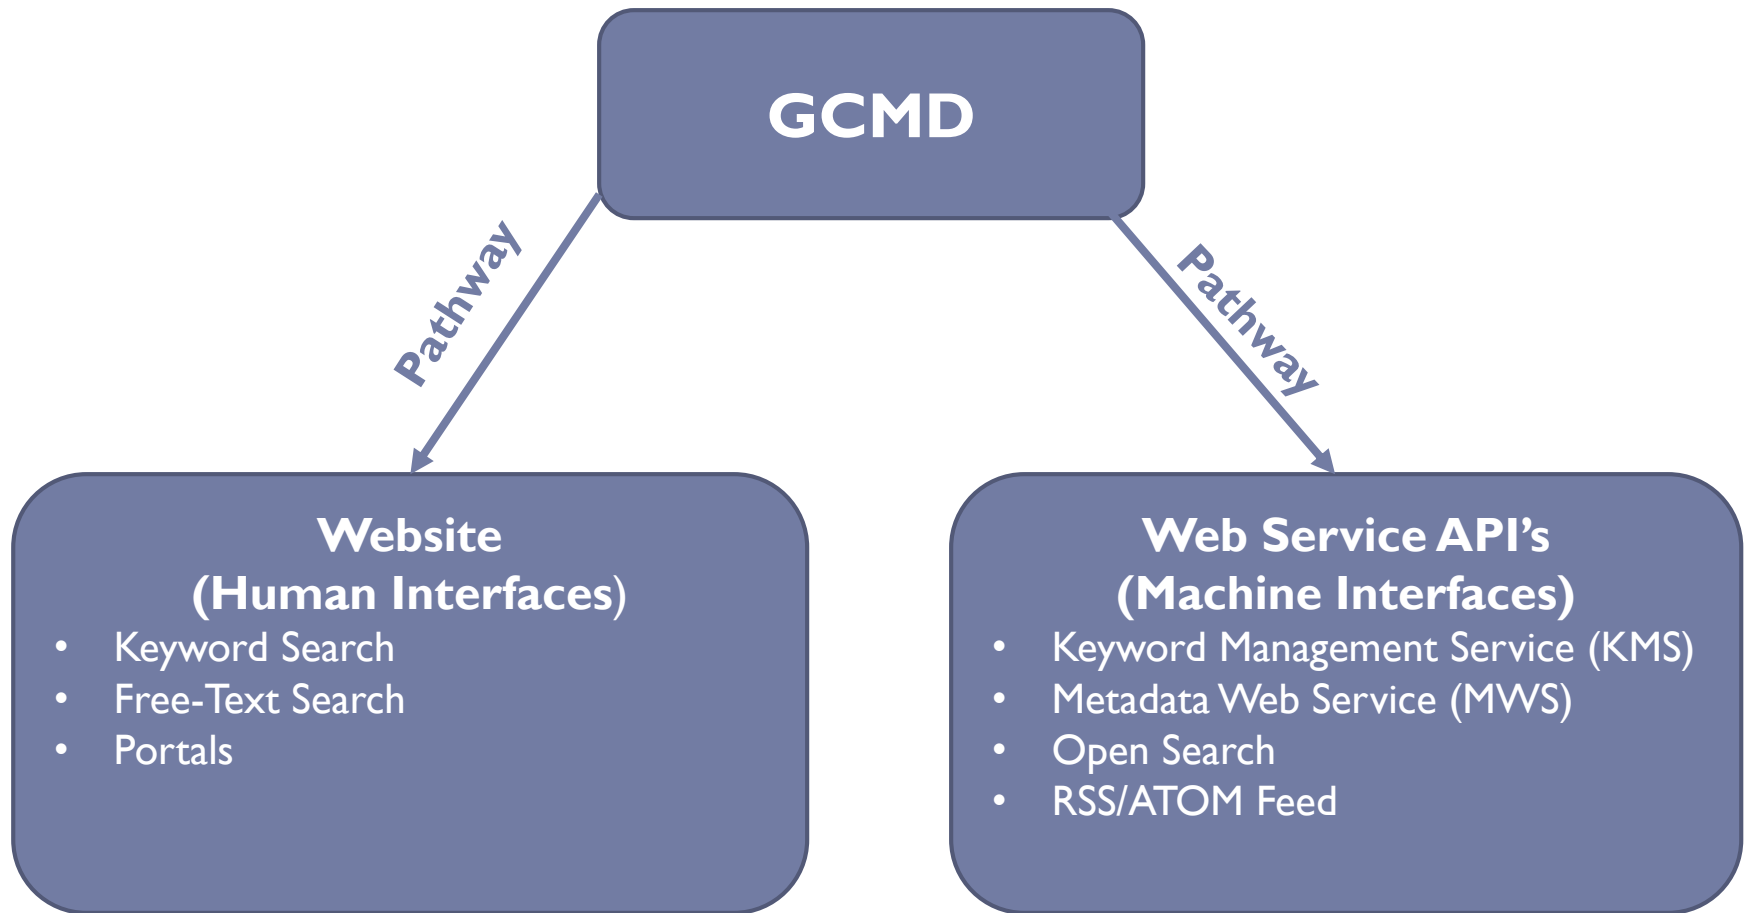 GCMD
Pathway
Pathway
Website
(Human Interfaces)
• Keyword Search
• Free-Text Search
• Portals
Web Service API’s
(Machine Interfaces)
• Keyword Management Service (KMS)
• Metadata Web Service (MWS)
• Open Search
• RSS/ATOM Feed